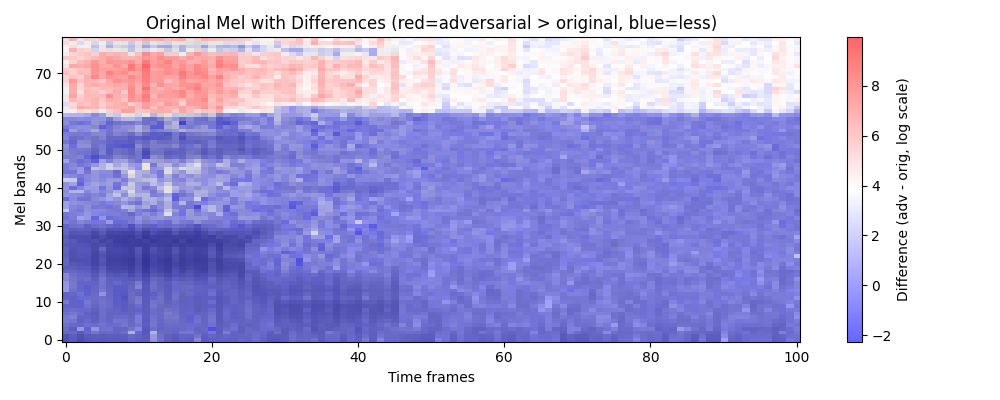 Original Mel with Differences (red=adversarial > original, blue=less)
Mel bands
70
60
50
40
30
20
10
0
0 20 40 60 80 100
Time frames
8
6
4
2
0
−2
Difference (adv - orig, log scale)